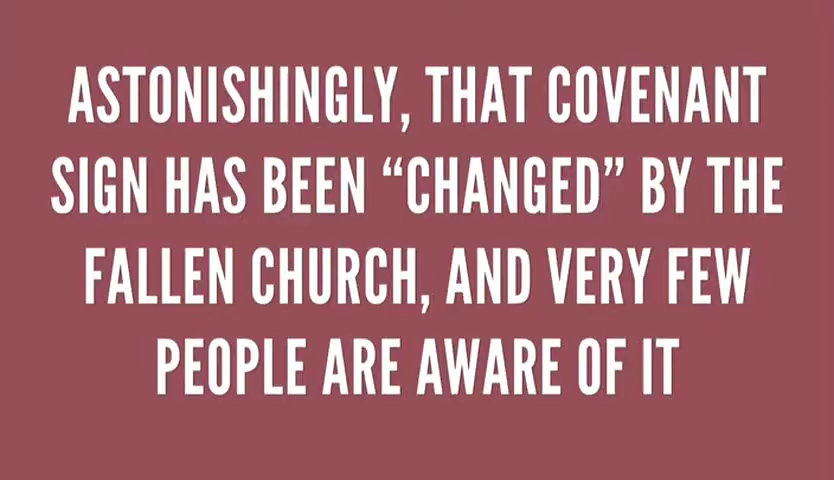 ASTONISHINGLY, THAT COVENANT
SIGN HAS BEEN “CHANGED” BY THE
FALLEN CHURCH, AND VERY FEW
PEOPLE ARE AWARE OF IT